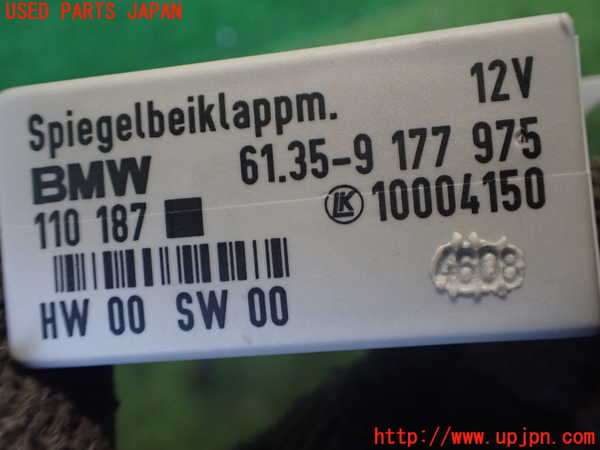 USED PARTS JAPAN
Spiegelbeiklappm. 12V
BMW 61.35-9 177 975
110 187 LK 10004150
4608
HW 00 SW 00
http://www.upjpn.com/